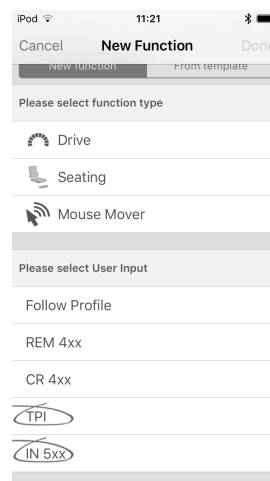 iPod 11:21
Cancel New Function Done
New function From template
Please select function type
Drive
Seating
Mouse Mover
Please select User Input
Follow Profile
REM 4xx
CR 4xx
TPI
IN 5xx